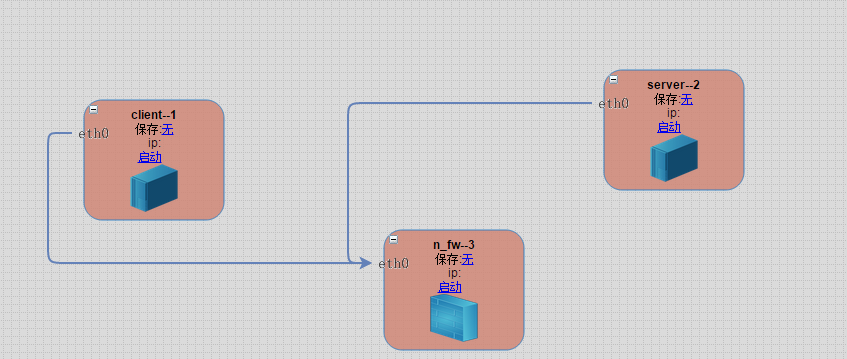 client--1
保存:无
eth0
ip:
启动
server--2
保存:无
eth0
ip:
启动
n_fw--3
保存:无
eth0
ip:
启动